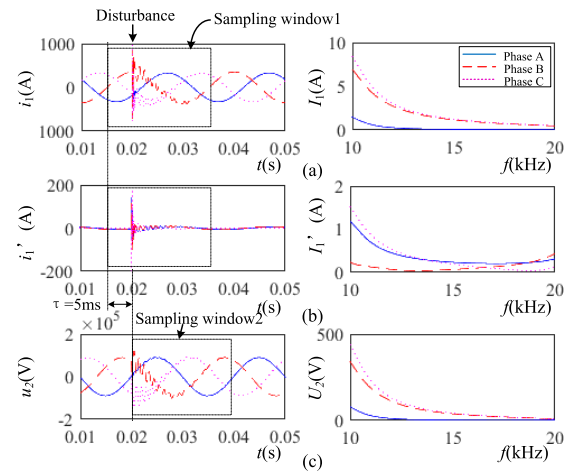 Disturbance
Sampling window1
i₁(A)
1000
0
1000
0.01 0.02 0.03 0.04 0.05
t(s)
(a)
I₁(A)
10
5
0
Phase A
Phase B
Phase C
10 15 20
f(kHz)
i₁’ (A)
200
0
-200
0.01 0.02 0.03 0.04 0.05
t(s)
(b)
I₁’ (A)
2
1
0
10 15 20
f(kHz)
τ =5ms
×10⁵
Sampling window2
u₂(V)
2
0
-2
0.01 0.02 0.03 0.04 0.05
t(s)
(c)
U₂(V)
500
0
10 15 20
f(kHz)